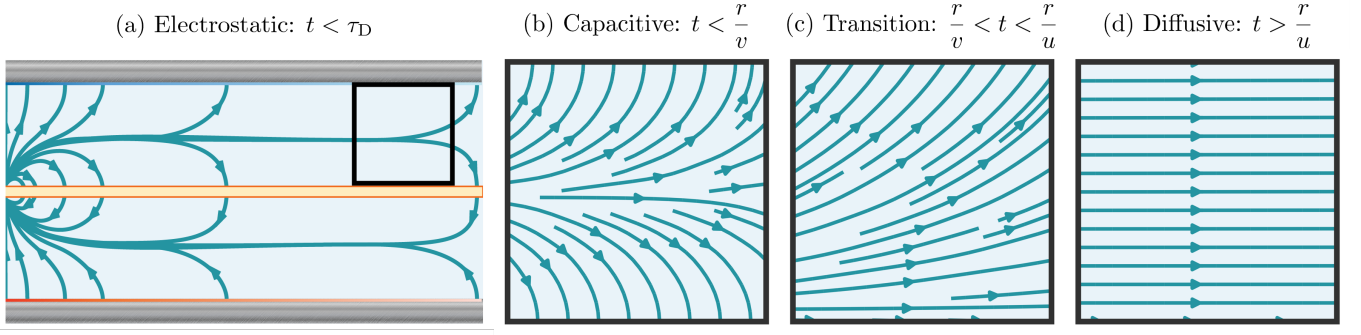 (a) Electrostatic: t < τ_D
(b) Capacitive: t < r/v
(c) Transition: r/v < t < r/u
(d) Diffusive: t > r/u